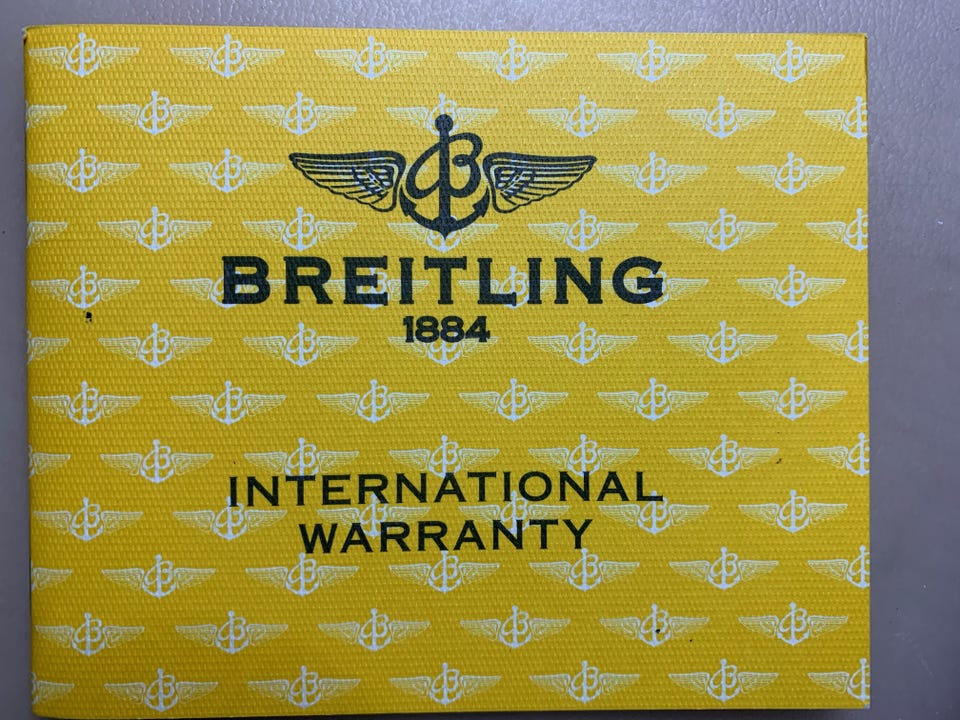 BREITLING
1884
INTERNATIONAL
WARRANTY